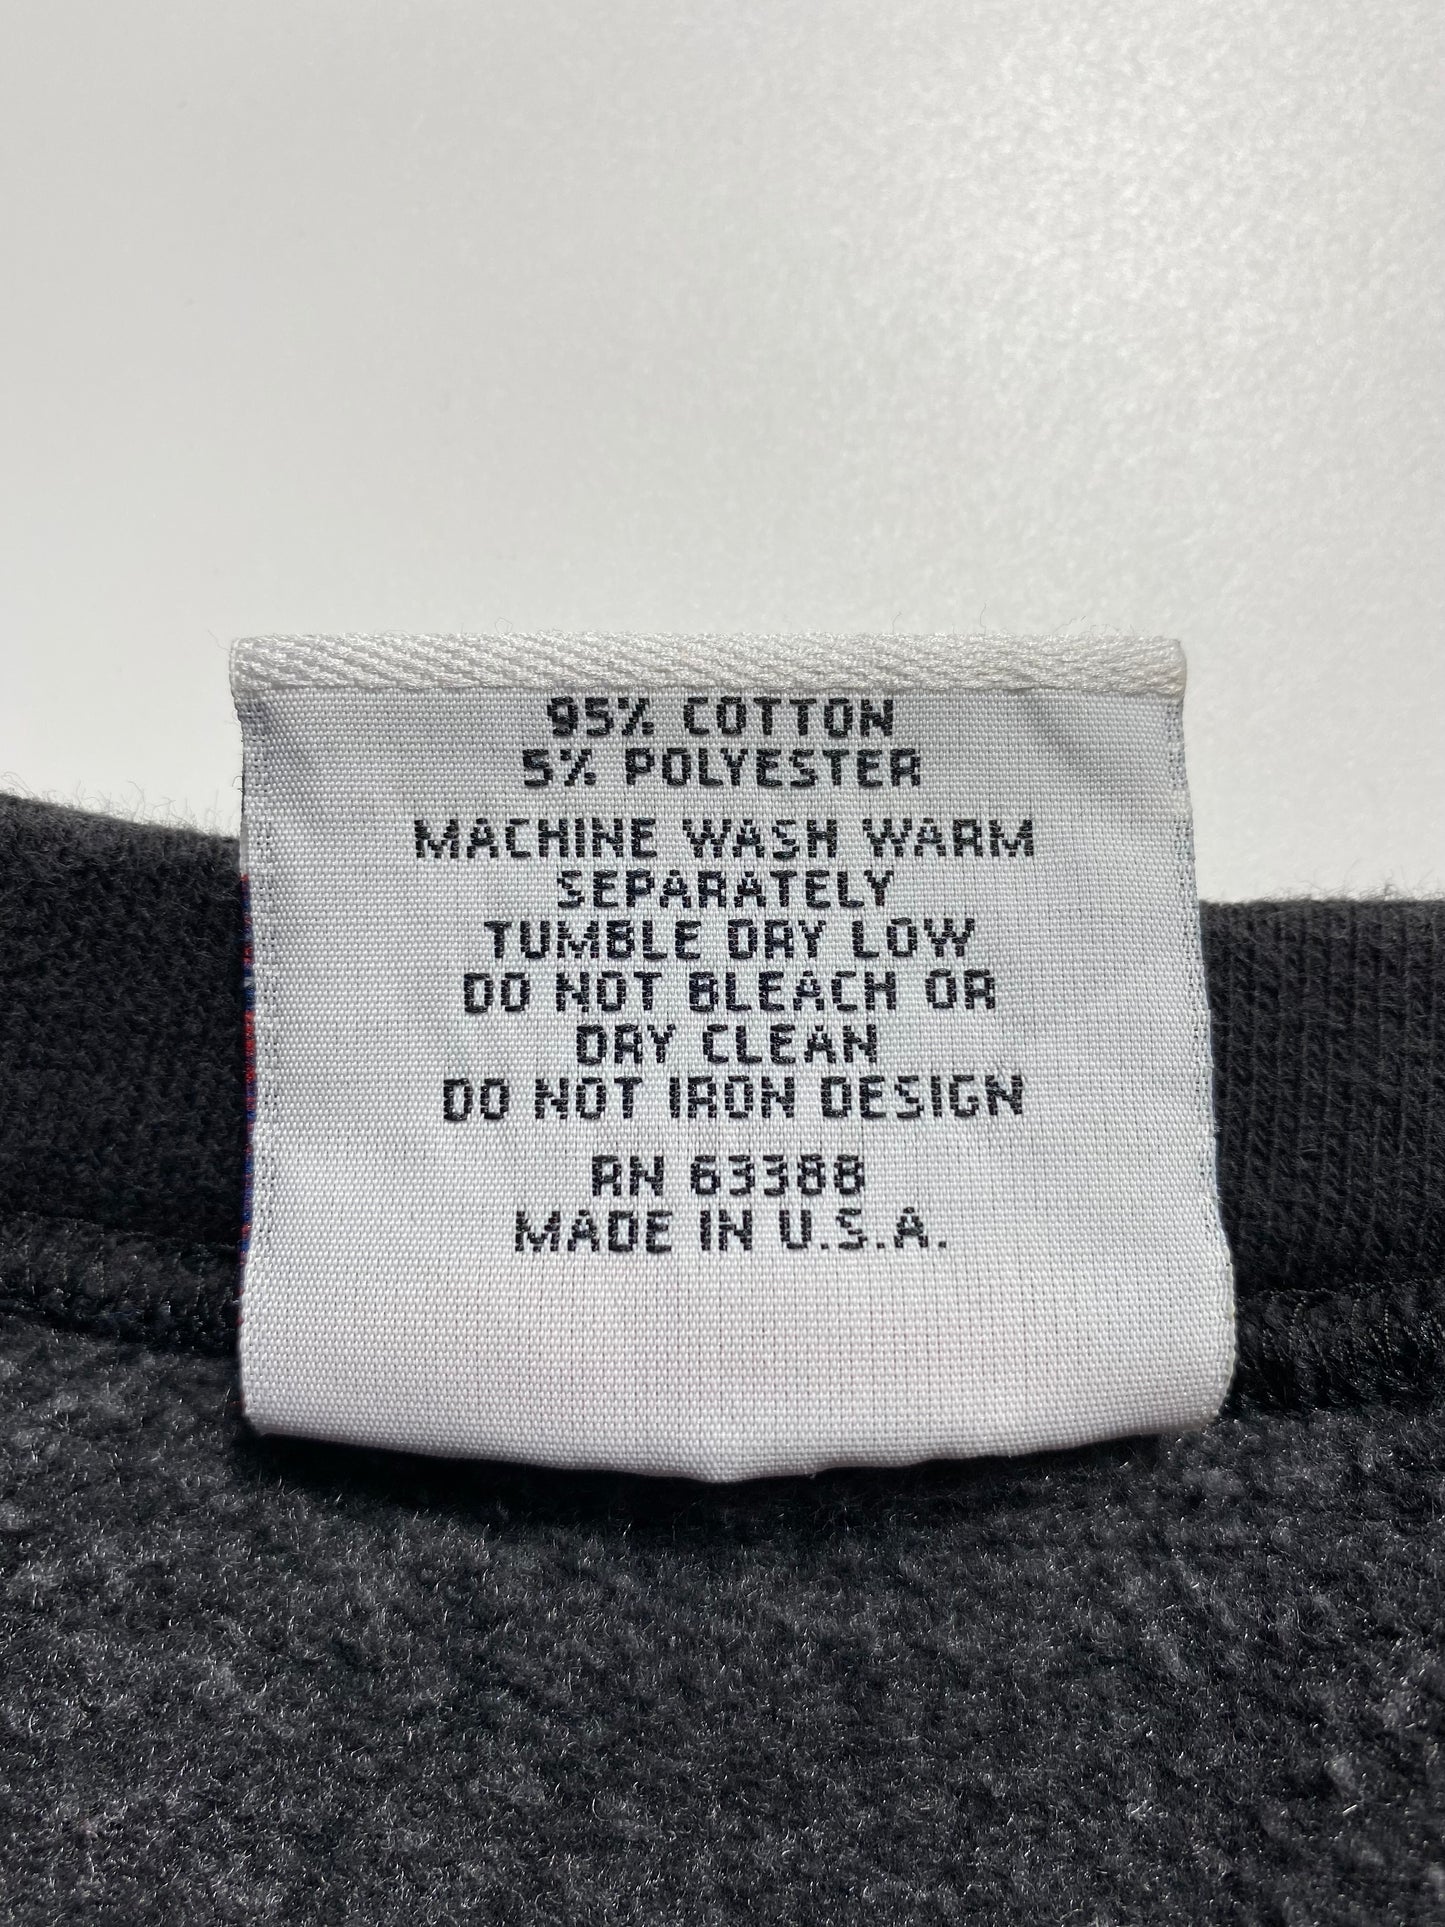 95% COTTON
5% POLYESTER
MACHINE WASH WARM
SEPARATELY
TUMBLE DRY LOW
DO NOT BLEACH OR
DRY CLEAN
DO NOT IRON DESIGN
RN 63388
MADE IN U.S.A.